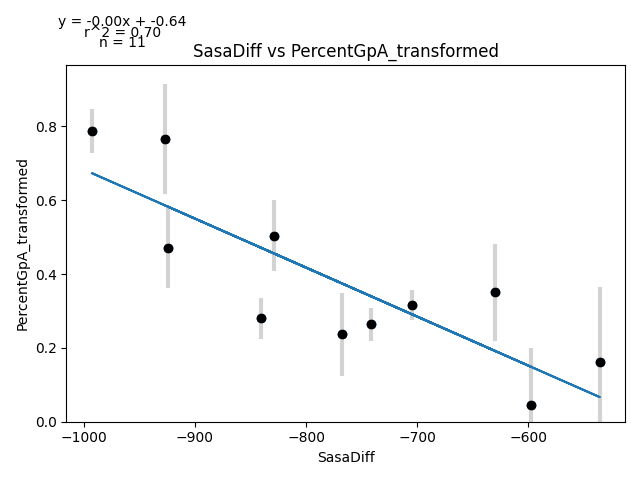 y = -0.00x + -0.64
r^2 = 0.70
n = 11
SasaDiff vs PercentGpA_transformed
PercentGpA_transformed
0.8
0.6
0.4
0.2
0.0
−1000 −900 −800 −700 −600
SasaDiff